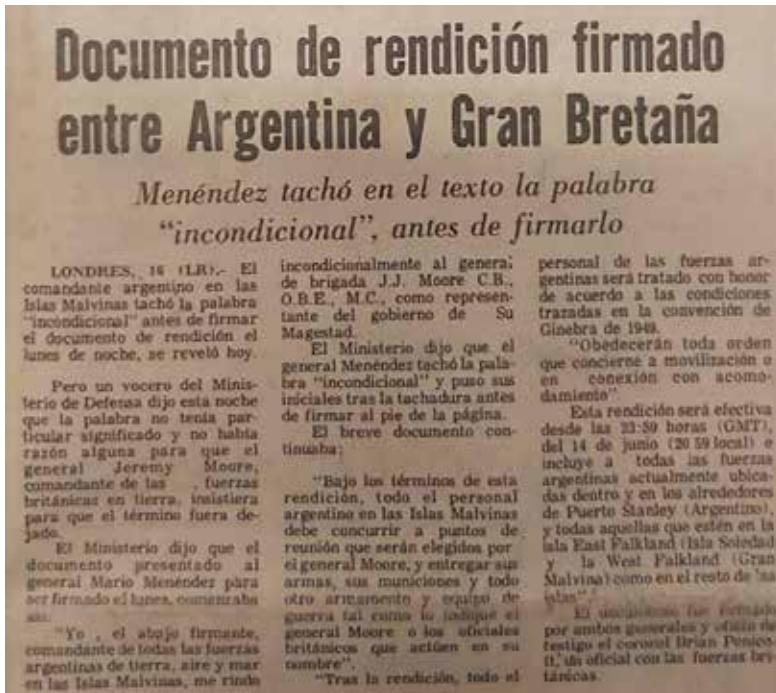 Documento de rendición firmado
entre Argentina y Gran Bretaña
Menéndez tachó en el texto la palabra
"incondicional", antes de firmarlo
LONDRES, 16 (LR).- El
comandante argentino en las
Islas Malvinas tachó la palabra
"incondicional" antes de firmar
el documento de rendición el
lunes de noche, se reveló hoy.
Pero un vocero del Minis-
terio de Defensa dijo esta noche
que la palabra no tenía par-
ticular significado y no había
razón alguna para que el
general Jeremy Moore,
comandante de las , fuerzas
británicas en tierra, insistiera
para que el término fuera de-
jado.
El Ministerio dijo que el
documento presentado al
general Mario Menéndez para
ser firmado el lunes, comenzaba
así:
"Yo , el abajo firmante,
comandante de todas las fuerzas
argentinas de tierra, aire y mar
en las Islas Malvinas, me rindo
incondicionalmente al general
de brigada J.J. Moore C.B.,
O.B.E., M.C., como represen-
tante del gobierno de Su
Magestad.
El Ministerio dijo que el
general Menéndez tachó la pala-
bra "incondicional" y puso sus
iniciales tras la tachadura antes
de firmar al pie de la página.
El breve documento con-
tinuaba:
"Bajo los términos de esta
rendición, todo el personal
argentino en las Islas Malvinas
debe concurrir a puntos de
reunión que serán elegidos por
el general Moore, y entregar sus
armas, sus municiones y todo
otro armamento y equipo de
guerra tal como lo indique el
general Moore o los oficiales
británicos que actúen en su
nombre".
"Tras la rendición, todo el
personal de las fuerzas ar-
gentinas será tratado con honor
de acuerdo a las condiciones
trazadas en la convención de
Ginebra de 1949.
"Obedecerán toda orden
que concierne a movilización o
en conexión con acomo-
damiento"
Esta rendición será efectiva
desde las 23:59 horas (GMT),
del 14 de junio (20 59 local) e
incluye a todas las fuerzas
argentinas actualmente ubica-
das dentro y en los alrededores
de Puerto Stanley (Argentino),
y todas aquellas que estén en la
isla East Falkland (Isla Soledad
y la West Falkland (Gran
Malvina) como en el resto de las
islas".
El documento fue firmado
por ambos generales y ofició de
testigo el coronel Brian
un oficial con las fuerzas bri-
tánicas.